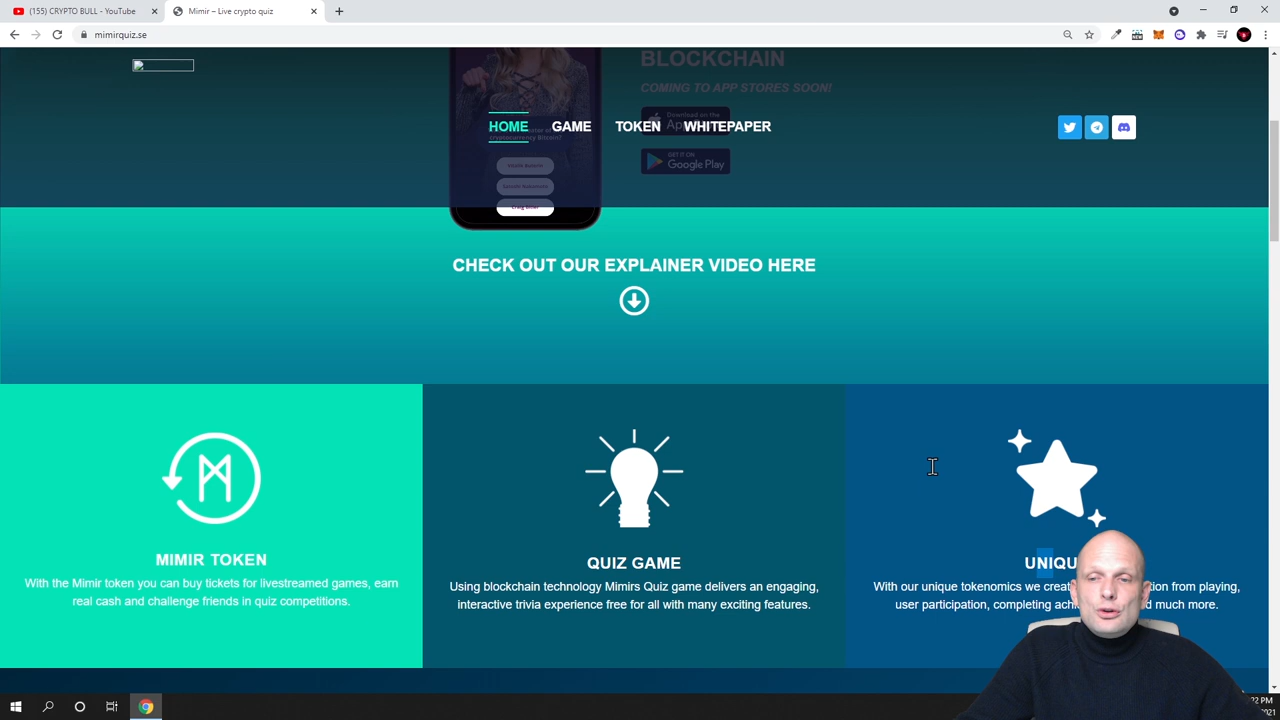 (155) CRYPTO BULL - YouTube
Mimir – Live crypto quiz
mimirquiz.se
BLOCKCHAIN
COMING TO APP STORES SOON!
HOME
GAME
TOKEN
WHITEPAPER
Download on the
GET IT ON
Google Play
CHECK OUT OUR EXPLAINER VIDEO HERE
MIMIR TOKEN
With the Mimir token you can buy tickets for livestreamed games, earn
real cash and challenge friends in quiz competitions.
QUIZ GAME
Using blockchain technology Mimirs Quiz game delivers an engaging,
interactive trivia experience free for all with many exciting features.
UNIQU
With our unique tokenomics we creat tion from playing,
user participation, completing achi d much more.